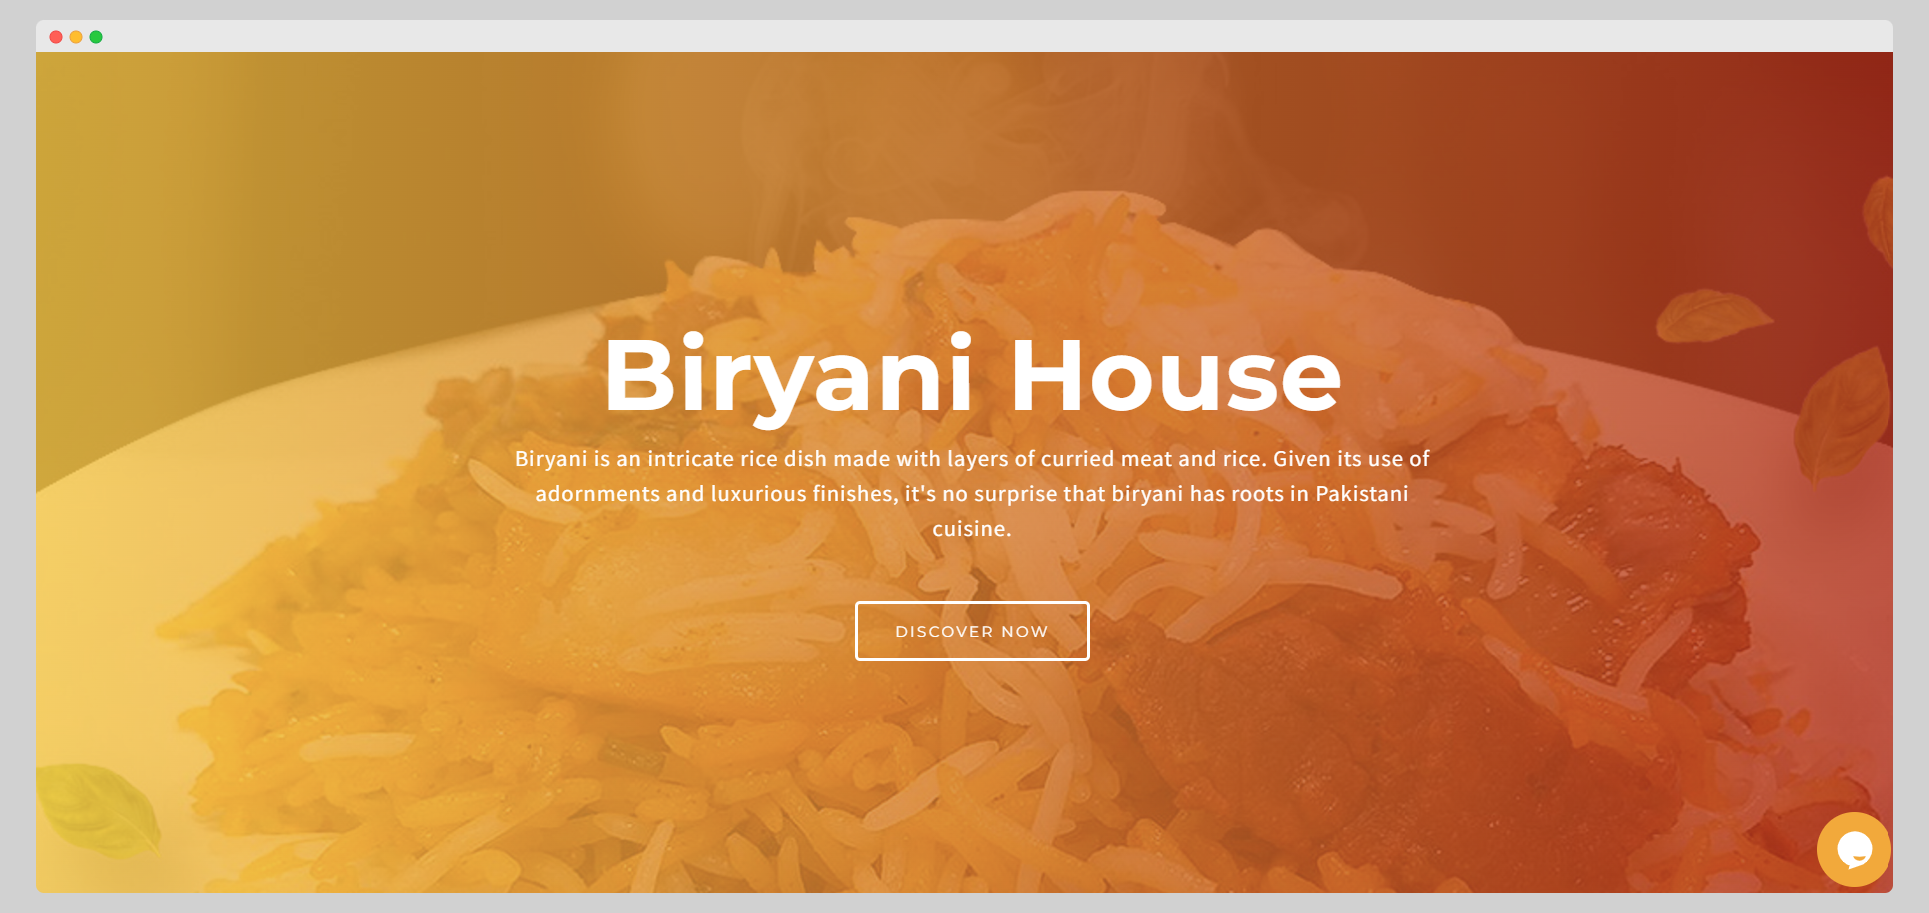 Biryani House
Biryani is an intricate rice dish made with layers of curried meat and rice. Given its use of
adornments and luxurious finishes, it's no surprise that biryani has roots in Pakistani
cuisine.
DISCOVER NOW